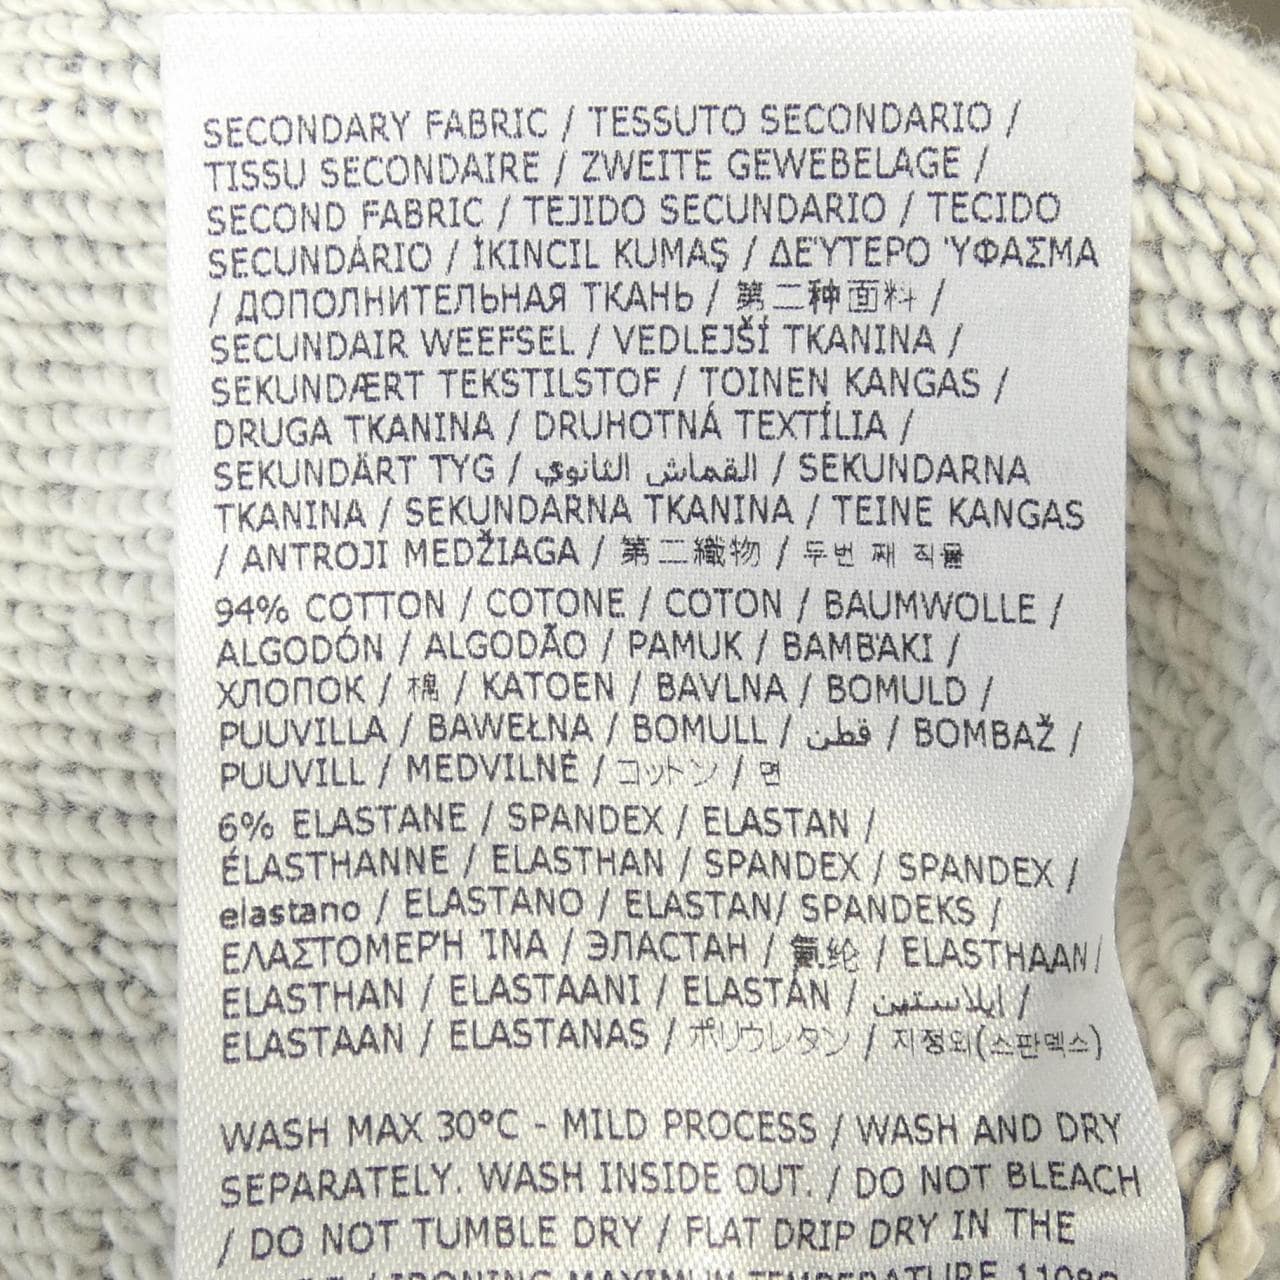 SECONDARY FABRIC / TESSUTO SECONDARIO /
TISSU SECONDAIRE / ZWEITE GEWEBELAGE /
SECOND FABRIC / TEJIDO SECUNDARIO / TECIDO
SECUNDÁRIO / İKINCIL KUMAŞ / ΔΕΎΤΕΡΟ ΎΦΑΣΜΑ
/ ДОПОЛНИТЕЛЬНАЯ ТКАНЬ / 第二种面料 /
SECUNDAIR WEEFSEL / VEDLEJŠÍ TKANINA /
SEKUNDÆRT TEKSTILSTOF / TOINEN KANGAS /
DRUGA TKANINA / DRUHOTNÁ TEXTÍLIA /
SEKUNDÄRT TYG / القماش الثانوي / SEKUNDARNA
TKANINA / SEKUNDARNA TKANINA / TEINE KANGAS
/ ANTROJI MEDŽIAGA / 第二織物 / 두번 째 직물
94% COTTON / COTONE / COTON / BAUMWOLLE /
ALGODÓN / ALGODÃO / PAMUK / ΒΑΜΒΆΚΙ /
ХЛОПОК / 棉 / KATOEN / BAVLNA / BOMULD /
PUUVILLA / BAWEŁNA / BOMULL / قطن / BOMBAŽ /
PUUVILL / MEDVILNĖ / コットン / 면
6% ELASTANE / SPANDEX / ELASTAN /
ÉLASTHANNE / ELASTHAN / SPANDEX / SPANDEX /
elastano / ELASTANO / ELASTAN/ SPANDEKS /
ΕΛΑΣΤΟΜΕΡΉ ΊΝΑ / ЭЛАСТАН / 氨纶 / ELASTHAAN/
ELASTHAN / ELASTAANI / ELASTÁN / ايلاستين /
ELASTAAN / ELASTANAS / ポリウレタン / 지정외(스판덱스)
WASH MAX 30°C - MILD PROCESS / WASH AND DRY
SEPARATELY. WASH INSIDE OUT. / DO NOT BLEACH
/ DO NOT TUMBLE DRY / FLAT DRIP DRY IN THE
/ IRONING MAXIMUM TEMPERATURE 110°C